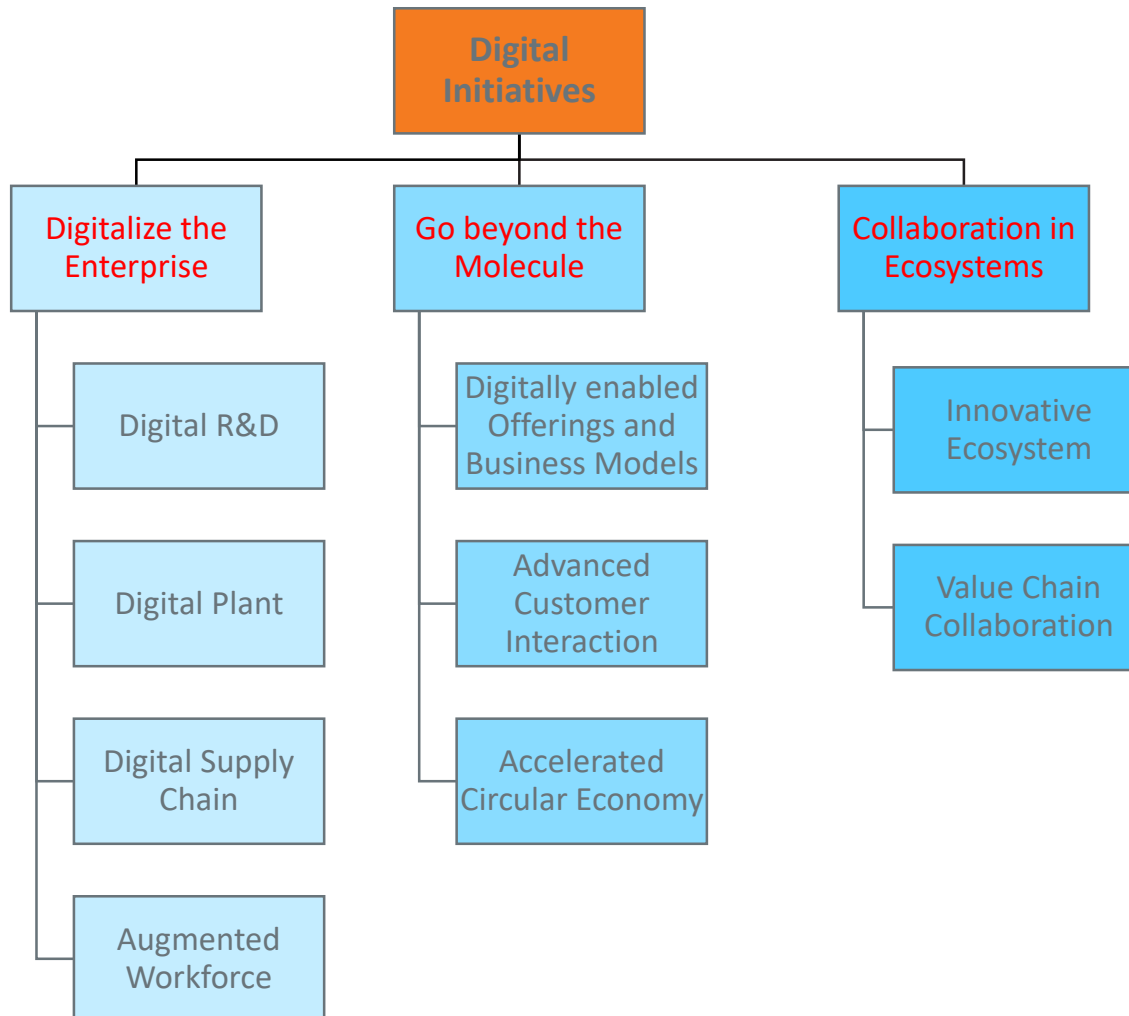 Digital
Initiatives
Digitalize the
Enterprise
Digital R&D
Digital Plant
Digital Supply
Chain
Augmented
Workforce
Go beyond the
Molecule
Digitally enabled
Offerings and
Business Models
Advanced
Customer
Interaction
Accelerated
Circular Economy
Collaboration in
Ecosystems
Innovative
Ecosystem
Value Chain
Collaboration